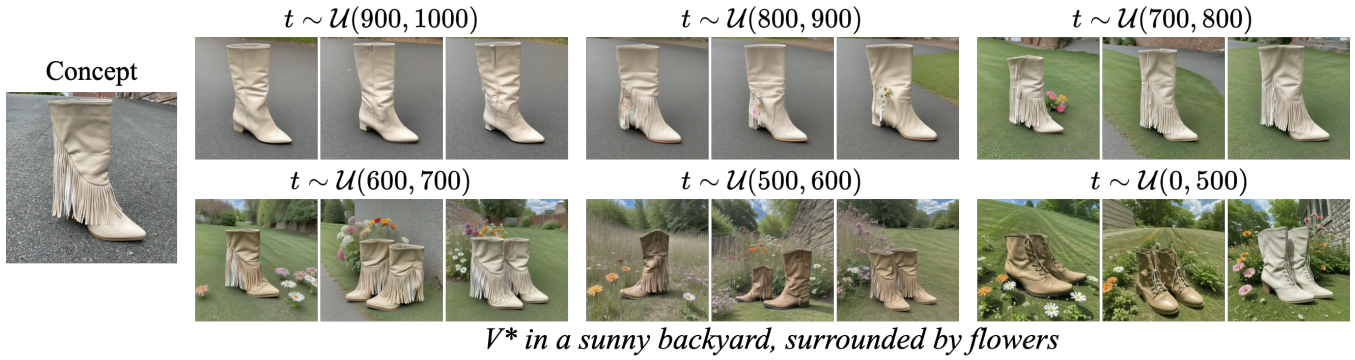 Concept
t ∼ 𝒰(900, 1000)
t ∼ 𝒰(800, 900)
t ∼ 𝒰(700, 800)
t ∼ 𝒰(600, 700)
t ∼ 𝒰(500, 600)
t ∼ 𝒰(0, 500)
V* in a sunny backyard, surrounded by flowers